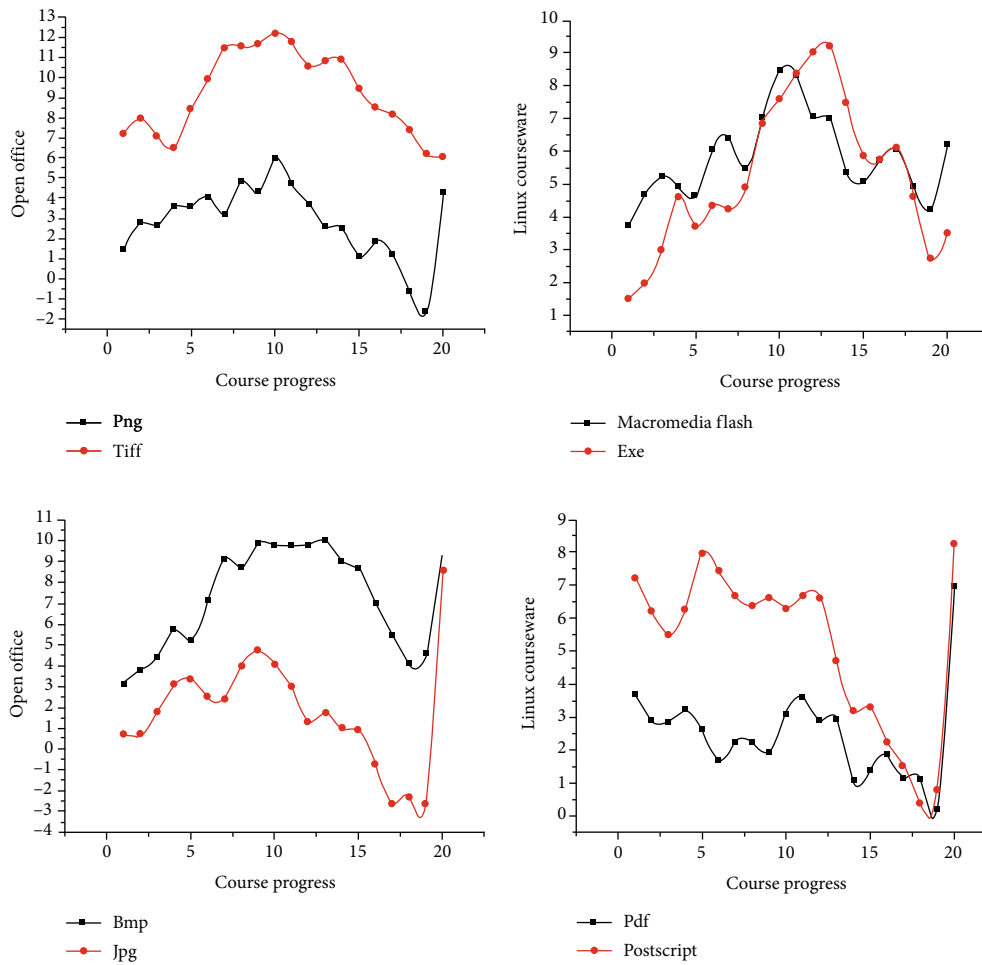 13
12
11
10
9
8
7
6
5
4
3
2
1
0
−1
−2
Open office
0 5 10 15 20
Course progress
Png
Tiff
10
9
8
7
6
5
4
3
2
1
Linux courseware
0 5 10 15 20
Course progress
Macromedia flash
Exe
11
10
9
8
7
6
5
4
3
2
1
0
−1
−2
−3
−4
Open office
0 5 10 15 20
Course progress
Bmp
Jpg
9
8
7
6
5
4
3
2
1
0
Linux courseware
0 5 10 15 20
Course progress
Pdf
Postscript